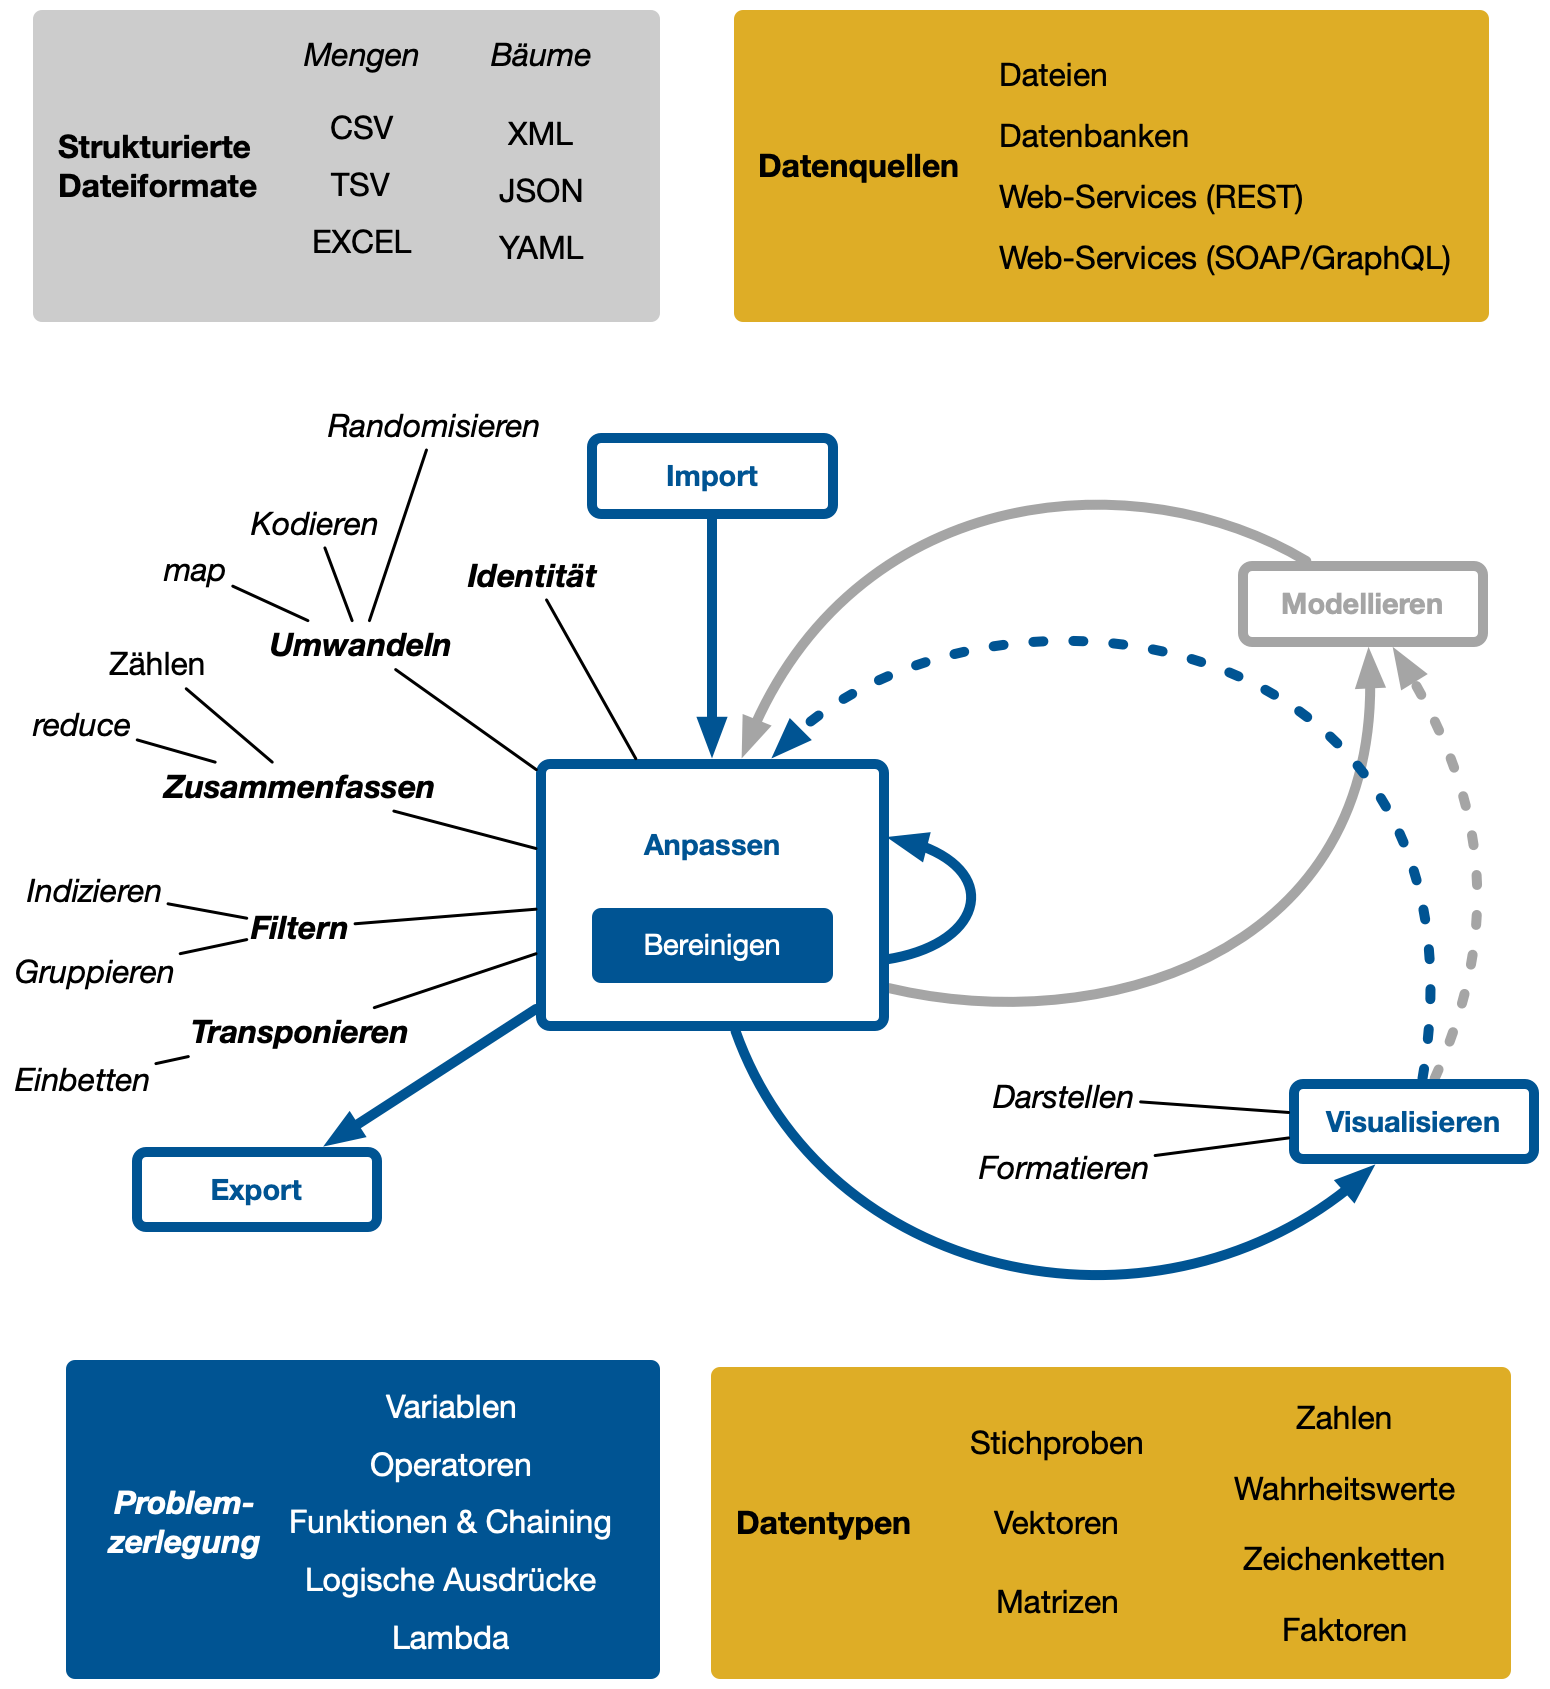 Strukturierte
Dateiformate
Mengen
CSV
TSV
EXCEL
Bäume
XML
JSON
YAML
Datenquellen
Dateien
Datenbanken
Web-Services (REST)
Web-Services (SOAP/GraphQL)
Randomisieren
Kodieren
map
Umwandeln
Identität
Zählen
reduce
Zusammenfassen
Indizieren
Filtern
Gruppieren
Transponieren
Einbetten
Import
Anpassen
Bereinigen
Export
Modellieren
Darstellen
Formatieren
Visualisieren
Problem-
zerlegung
Variablen
Operatoren
Funktionen & Chaining
Logische Ausdrücke
Lambda
Datentypen
Stichproben
Vektoren
Matrizen
Zahlen
Wahrheitswerte
Zeichenketten
Faktoren